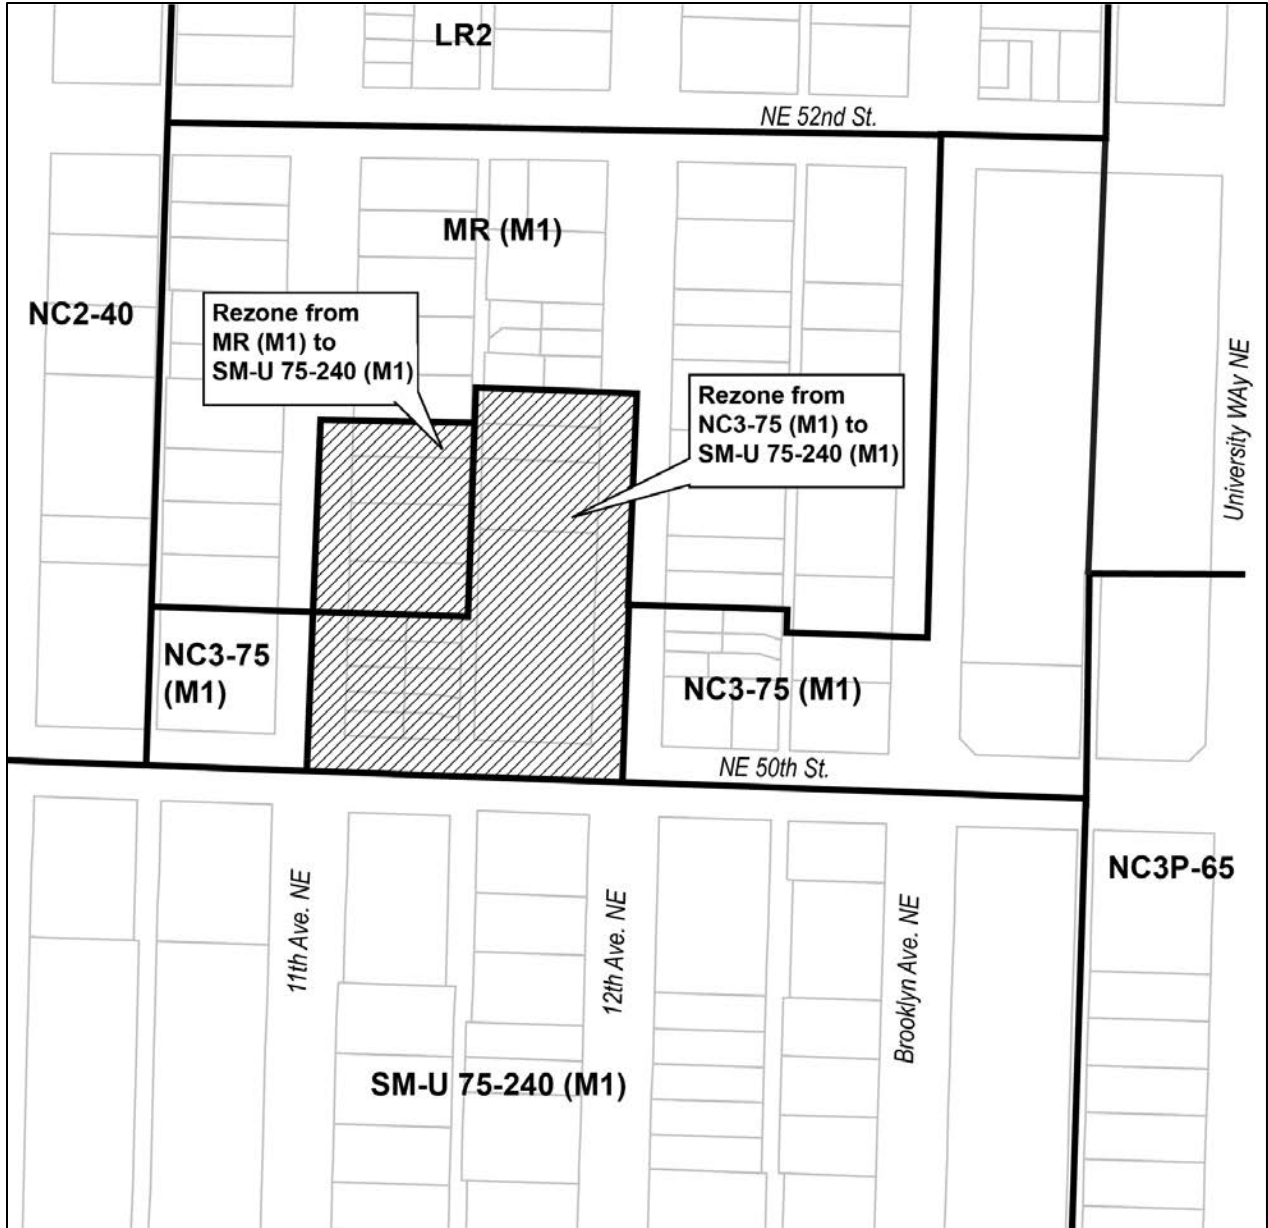 LR2
NE 52nd St.
MR (M1)
NC2-40
Rezone from
MR (M1) to
SM-U 75-240 (M1)
University WAy NE
Rezone from
NC3-75 (M1) to
SM-U 75-240 (M1)
NC3-75
(M1)
NC3-75 (M1)
NE 50th St.
NC3P-65
11th Ave. NE
12th Ave. NE
Brooklyn Ave. NE
SM-U 75-240 (M1)